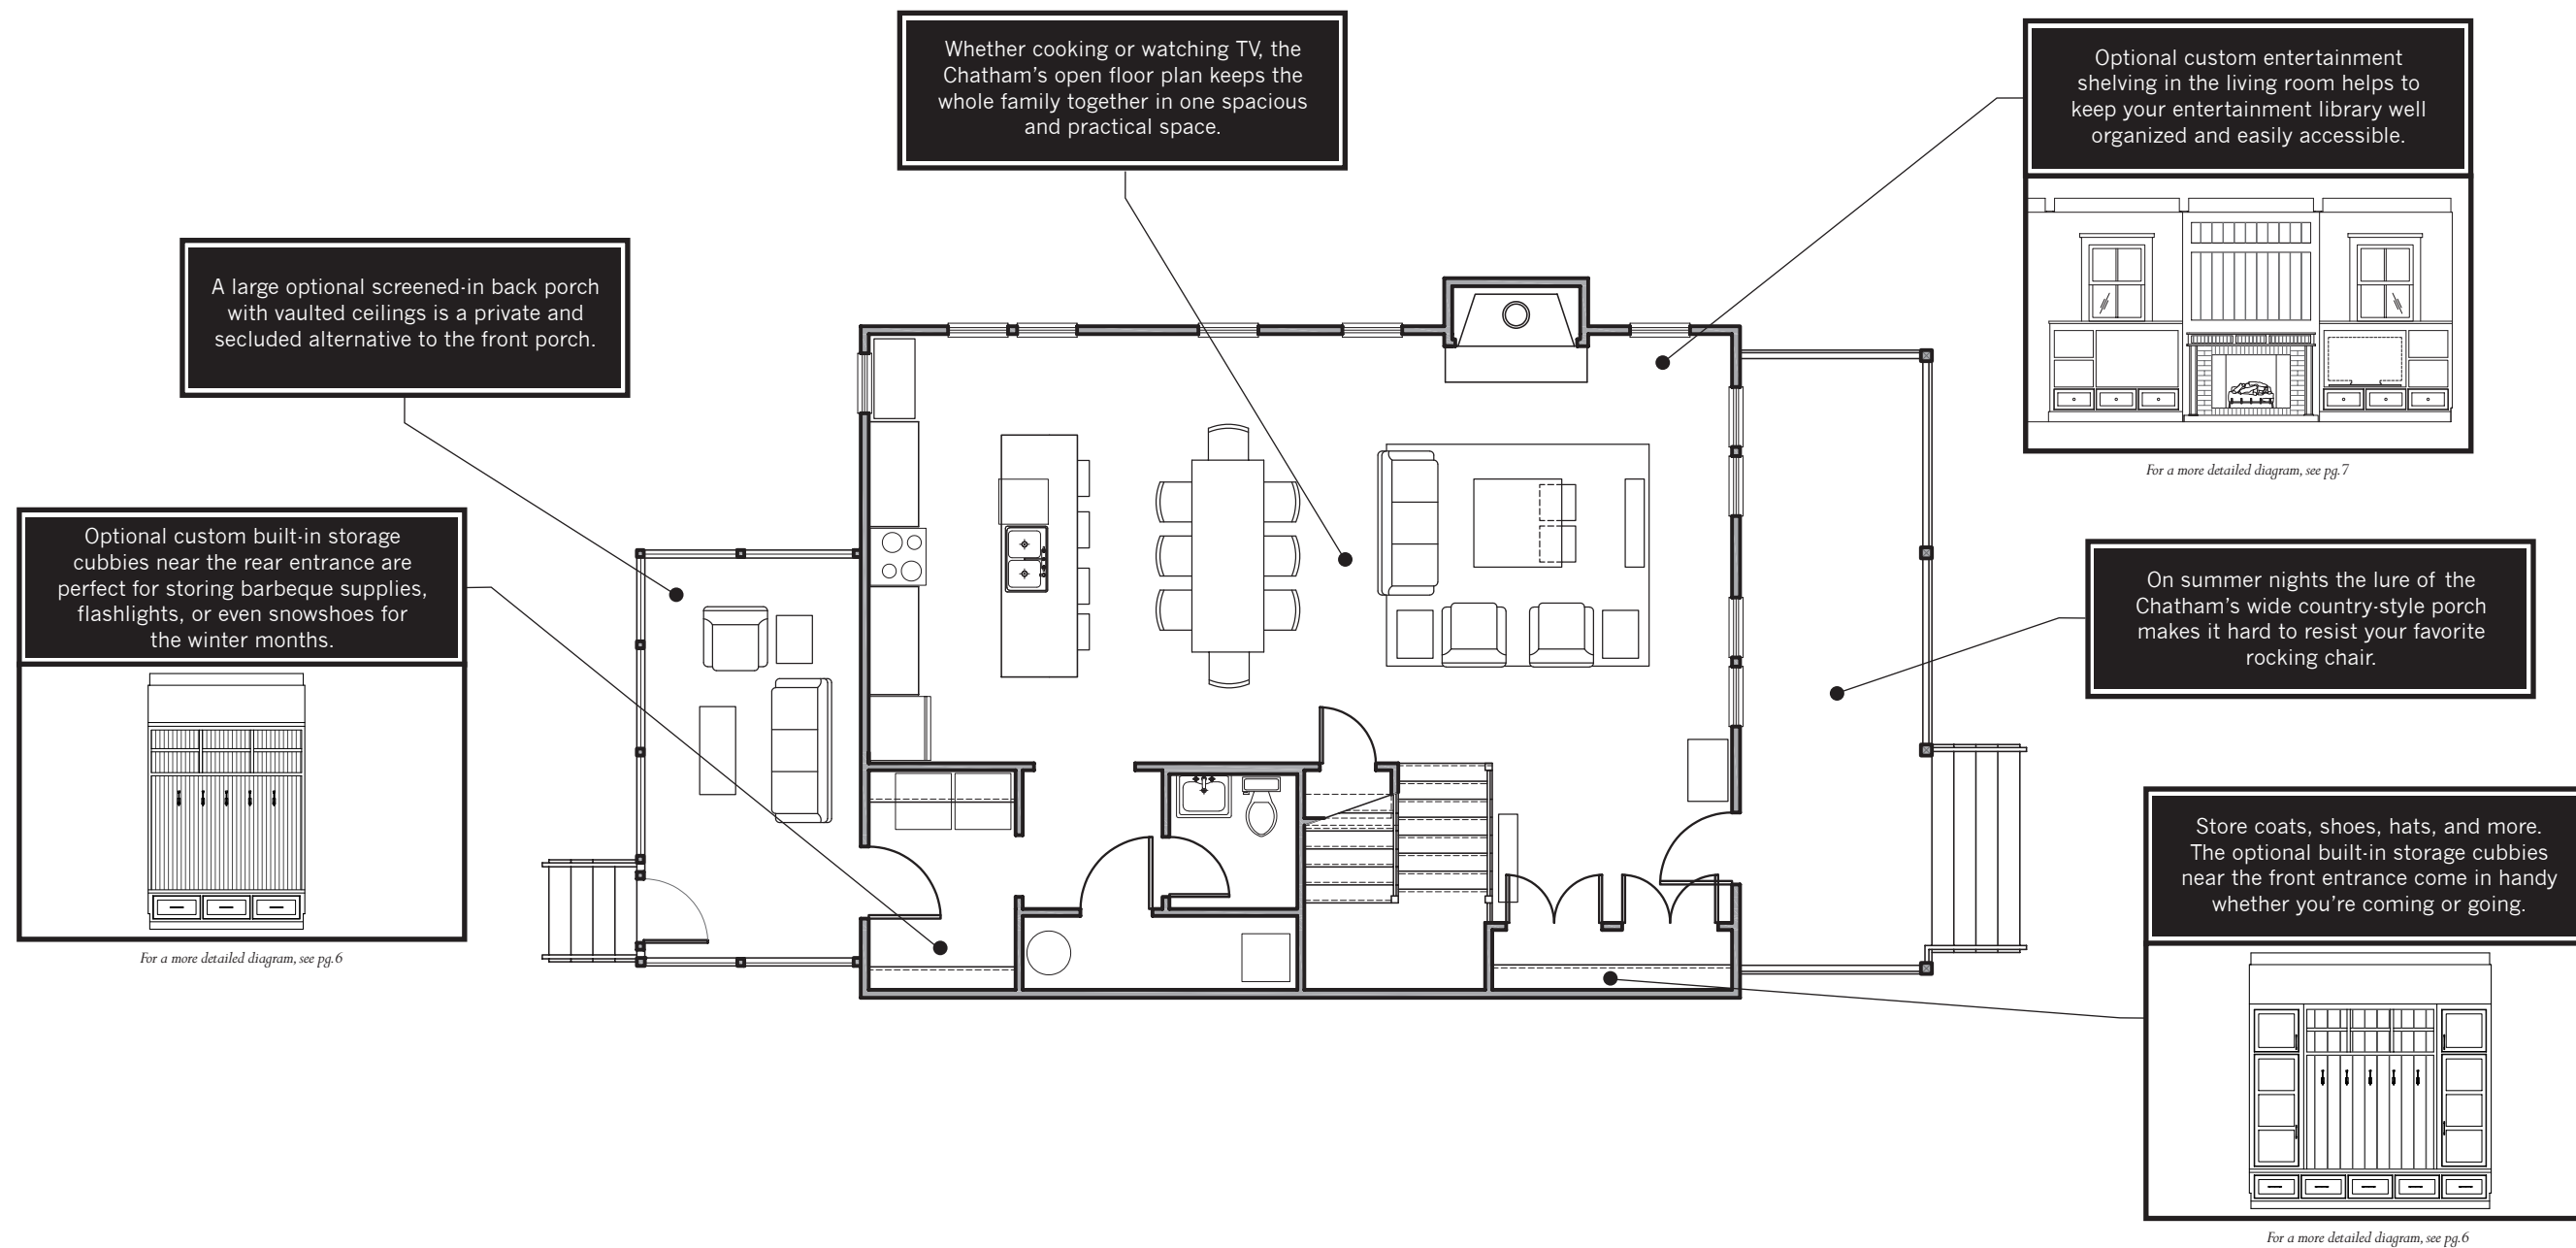 Whether cooking or watching TV, the
Chatham's open floor plan keeps the
whole family together in one spacious
and practical space.
Optional custom entertainment
shelving in the living room helps to
keep your entertainment library well
organized and easily accessible.
For a more detailed diagram, see pg.7
A large optional screened-in back porch
with vaulted ceilings is a private and
secluded alternative to the front porch.
Optional custom built-in storage
cubbies near the rear entrance are
perfect for storing barbeque supplies,
flashlights, or even snowshoes for
the winter months.
For a more detailed diagram, see pg.6
On summer nights the lure of the
Chatham's wide country-style porch
makes it hard to resist your favorite
rocking chair.
Store coats, shoes, hats, and more.
The optional built-in storage cubbies
near the front entrance come in handy
whether you're coming or going.
For a more detailed diagram, see pg.6